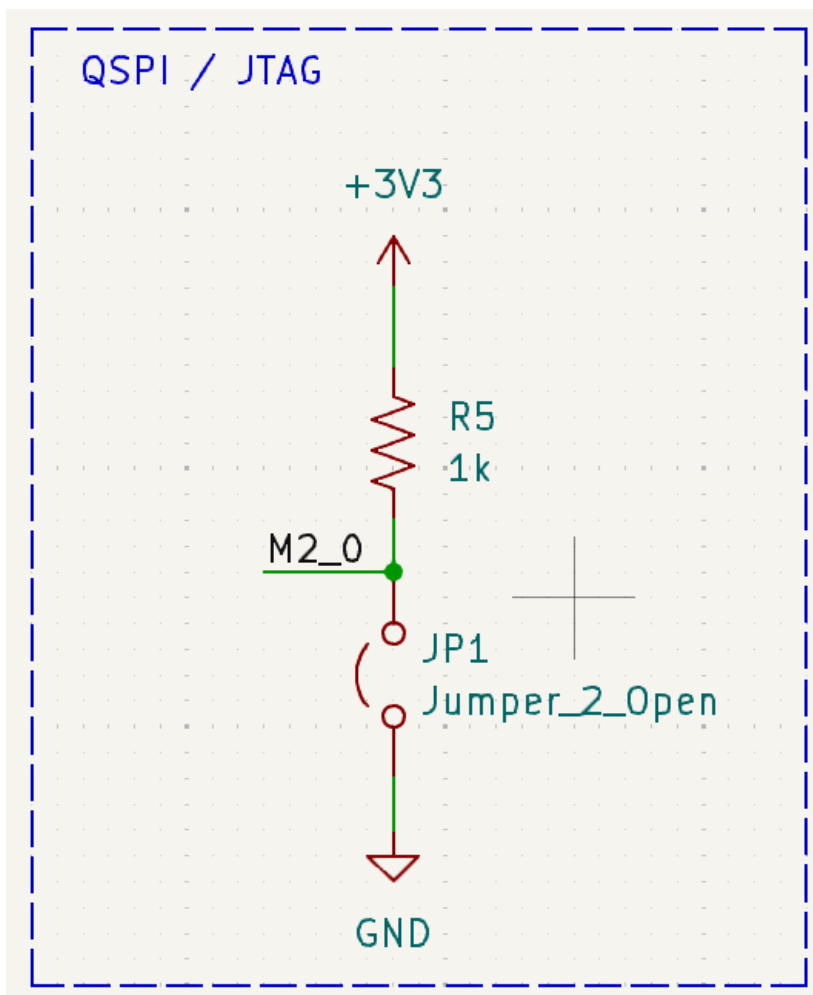 QSPI / JTAG
+3V3
R5
1k
M2_0
JP1
Jumper_2_Open
GND